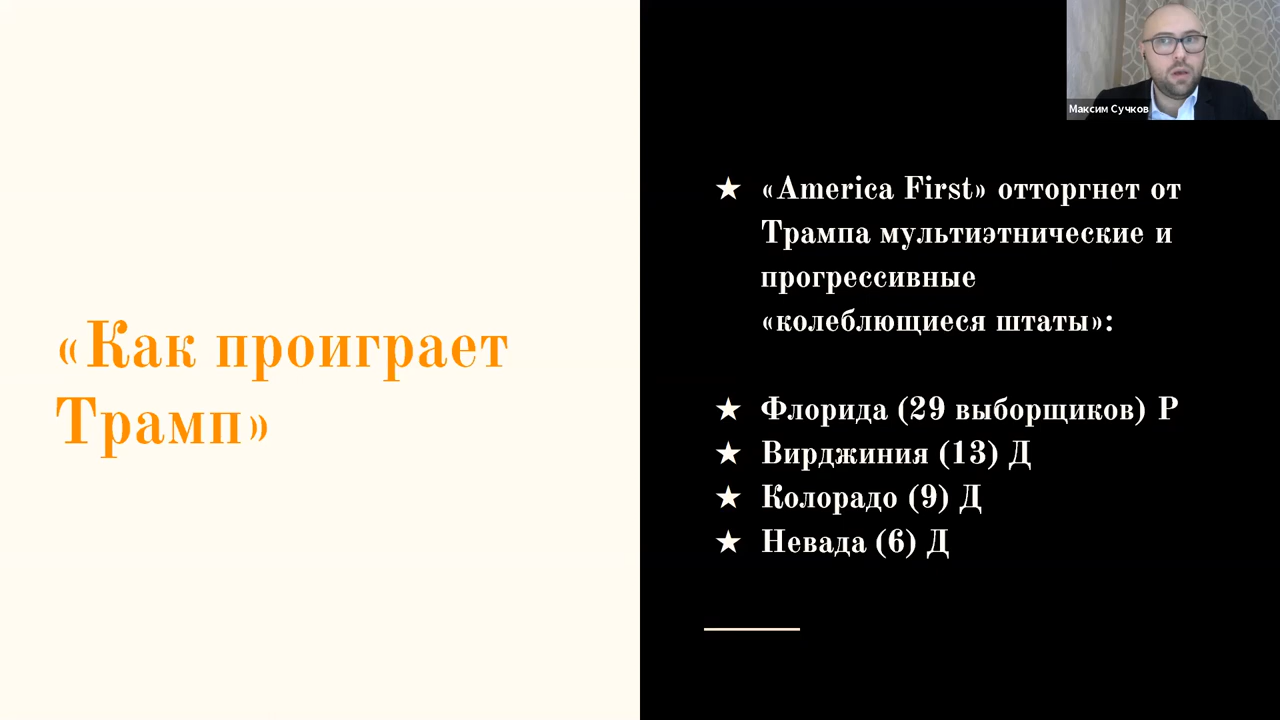 Максим Сучков
«Как проиграет
Трамп»
★ «America First» отторгнет от
Трампа мультиэтнические и
прогрессивные
«колеблющиеся штаты»:
★ Флорида (29 выборщиков) Р
★ Вирджиния (13) Д
★ Колорадо (9) Д
★ Невада (6) Д